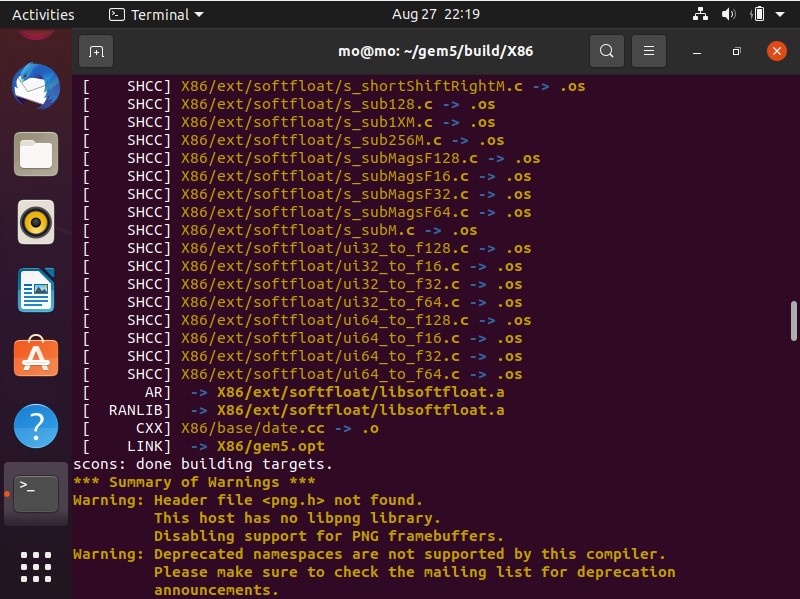 Activities
Terminal
Aug 27 22:19
mo@mo: ~/gem5/build/X86
[    SHCC] X86/ext/softfloat/s_shortShiftRightM.c -> .os
[    SHCC] X86/ext/softfloat/s_sub128.c -> .os
[    SHCC] X86/ext/softfloat/s_sub1XM.c -> .os
[    SHCC] X86/ext/softfloat/s_sub256M.c -> .os
[    SHCC] X86/ext/softfloat/s_subMagsF128.c -> .os
[    SHCC] X86/ext/softfloat/s_subMagsF16.c -> .os
[    SHCC] X86/ext/softfloat/s_subMagsF32.c -> .os
[    SHCC] X86/ext/softfloat/s_subMagsF64.c -> .os
[    SHCC] X86/ext/softfloat/s_subM.c -> .os
[    SHCC] X86/ext/softfloat/ui32_to_f128.c -> .os
[    SHCC] X86/ext/softfloat/ui32_to_f16.c -> .os
[    SHCC] X86/ext/softfloat/ui32_to_f32.c -> .os
[    SHCC] X86/ext/softfloat/ui32_to_f64.c -> .os
[    SHCC] X86/ext/softfloat/ui64_to_f128.c -> .os
[    SHCC] X86/ext/softfloat/ui64_to_f16.c -> .os
[    SHCC] X86/ext/softfloat/ui64_to_f32.c -> .os
[    SHCC] X86/ext/softfloat/ui64_to_f64.c -> .os
[      AR]  -> X86/ext/softfloat/libsoftfloat.a
[  RANLIB]  -> X86/ext/softfloat/libsoftfloat.a
[     CXX] X86/base/date.cc -> .o
[    LINK]  -> X86/gem5.opt
scons: done building targets.
*** Summary of Warnings ***
Warning: Header file <png.h> not found.
This host has no libpng library.
Disabling support for PNG framebuffers.
Warning: Deprecated namespaces are not supported by this compiler.
Please make sure to check the mailing list for deprecation
announcements.